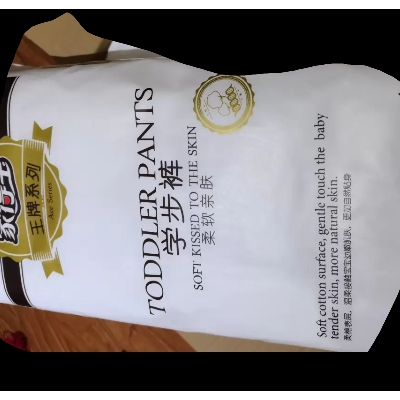 王牌系列
Ace Series
TODDLER PANTS
学步裤
SOFT KISSED TO THE SKIN
柔软亲肤
Soft cotton surface, gentle touch the baby
tender skin, more natural skin.